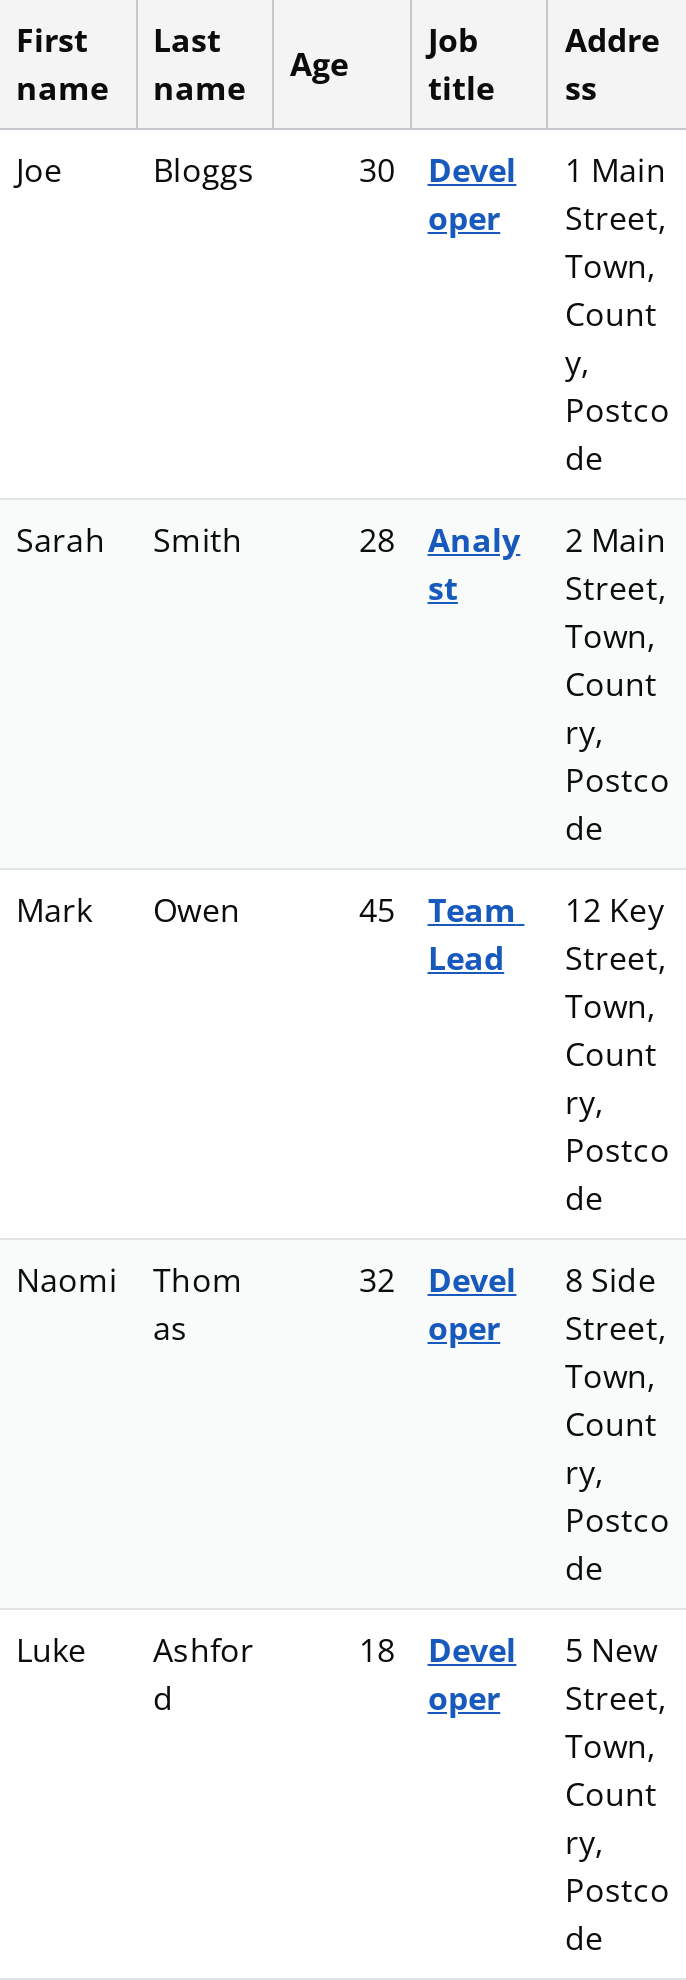 First name	Last name	Age	Job title	Address
Joe	Bloggs	30	Developer	1 Main Street, Town, County, Postcode
Sarah	Smith	28	Analyst	2 Main Street, Town, Country, Postcode
Mark	Owen	45	Team Lead	12 Key Street, Town, Country, Postcode
Naomi	Thomas	32	Developer	8 Side Street, Town, Country, Postcode
Luke	Ashford	18	Developer	5 New Street, Town, Country, Postcode